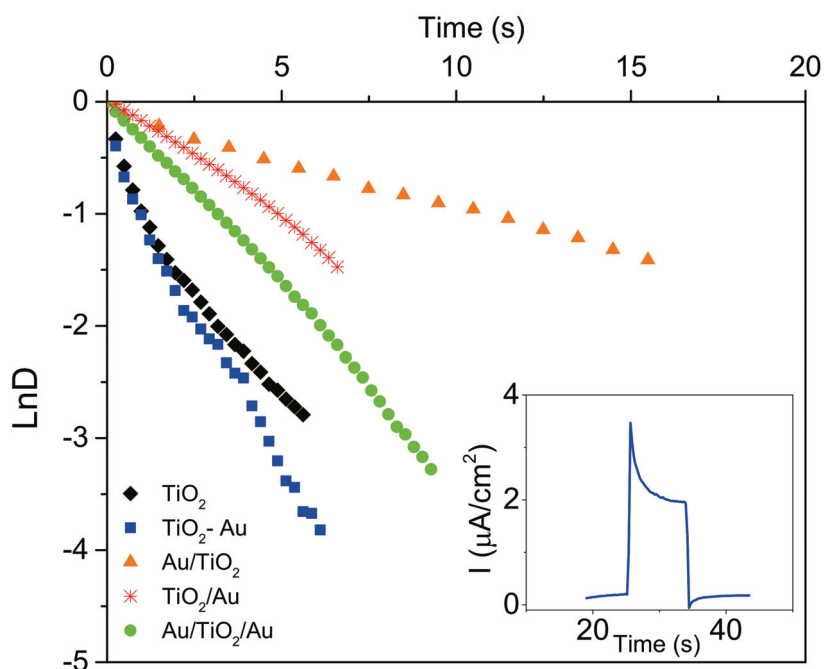 Time (s)
0 5 10 15 20
0
-1
-2
-3
-4
-5
LnD
TiO₂
TiO₂- Au
Au/TiO₂
TiO₂/Au
Au/TiO₂/Au
I (μA/cm²)
4
2
0
20 40
Time (s)